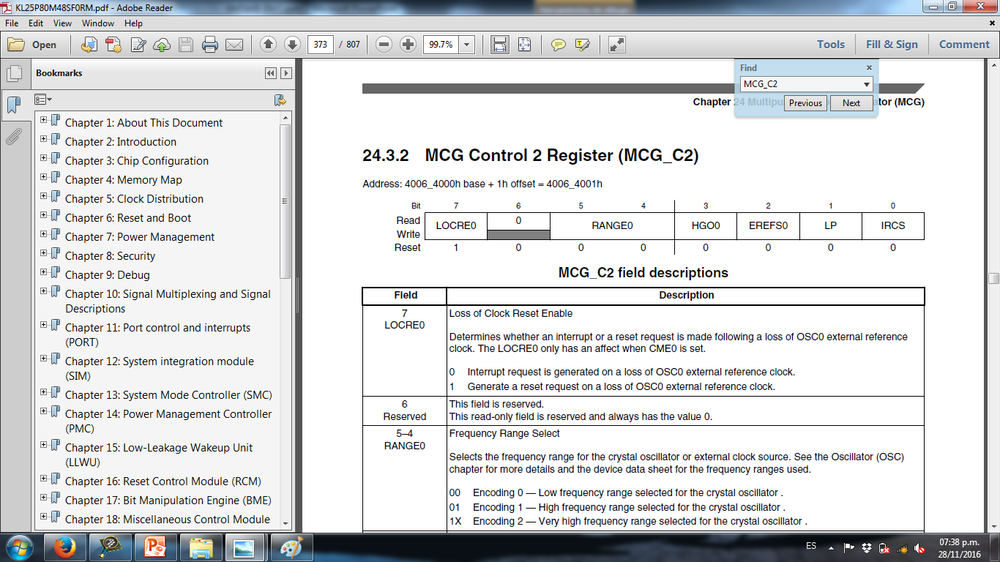 KL25P80M48SF0RM.pdf - Adobe Reader
File Edit View Window Help
Open 373 / 807 99.7% Tools Fill & Sign Comment
Bookmarks
Chapter 1: About This Document
Chapter 2: Introduction
Chapter 3: Chip Configuration
Chapter 4: Memory Map
Chapter 5: Clock Distribution
Chapter 6: Reset and Boot
Chapter 7: Power Management
Chapter 8: Security
Chapter 9: Debug
Chapter 10: Signal Multiplexing and Signal
Descriptions
Chapter 11: Port control and interrupts
(PORT)
Chapter 12: System integration module
(SIM)
Chapter 13: System Mode Controller (SMC)
Chapter 14: Power Management Controller
(PMC)
Chapter 15: Low-Leakage Wakeup Unit
(LLWU)
Chapter 16: Reset Control Module (RCM)
Chapter 17: Bit Manipulation Engine (BME)
Chapter 18: Miscellaneous Control Module
Find
MCG_C2
Previous Next
Chapter 24 Multipu ator (MCG)
24.3.2 MCG Control 2 Register (MCG_C2)
Address: 4006_4000h base + 1h offset = 4006_4001h
Bit 7 6 5 4 3 2 1 0
Read LOCRE0 0 RANGE0 HGO0 EREFS0 LP IRCS
Write
Reset 1 0 0 0 0 0 0 0
MCG_C2 field descriptions
Field Description
7
LOCRE0
Loss of Clock Reset Enable
Determines whether an interrupt or a reset request is made following a loss of OSC0 external reference
clock. The LOCRE0 only has an affect when CME0 is set.
0 Interrupt request is generated on a loss of OSC0 external reference clock.
1 Generate a reset request on a loss of OSC0 external reference clock.
6
Reserved
This field is reserved.
This read-only field is reserved and always has the value 0.
5–4
RANGE0
Frequency Range Select
Selects the frequency range for the crystal oscillator or external clock source. See the Oscillator (OSC)
chapter for more details and the device data sheet for the frequency ranges used.
00 Encoding 0 — Low frequency range selected for the crystal oscillator .
01 Encoding 1 — High frequency range selected for the crystal oscillator .
1X Encoding 2 — Very high frequency range selected for the crystal oscillator .
ES
07:38 p.m.
28/11/2016